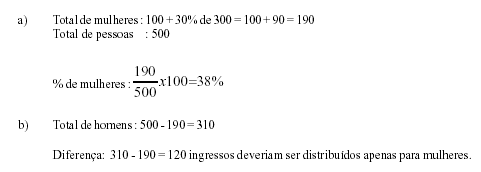 a) Total de mulheres : 100 + 30% de 300 = 100 + 90 = 190
Total de pessoas : 500
% de mulheres : 190/500 x100=38%
b) Total de homens : 500 - 190 = 310
Diferença: 310 - 190 = 120 ingressos deveriam ser distribuídos apenas para mulheres.